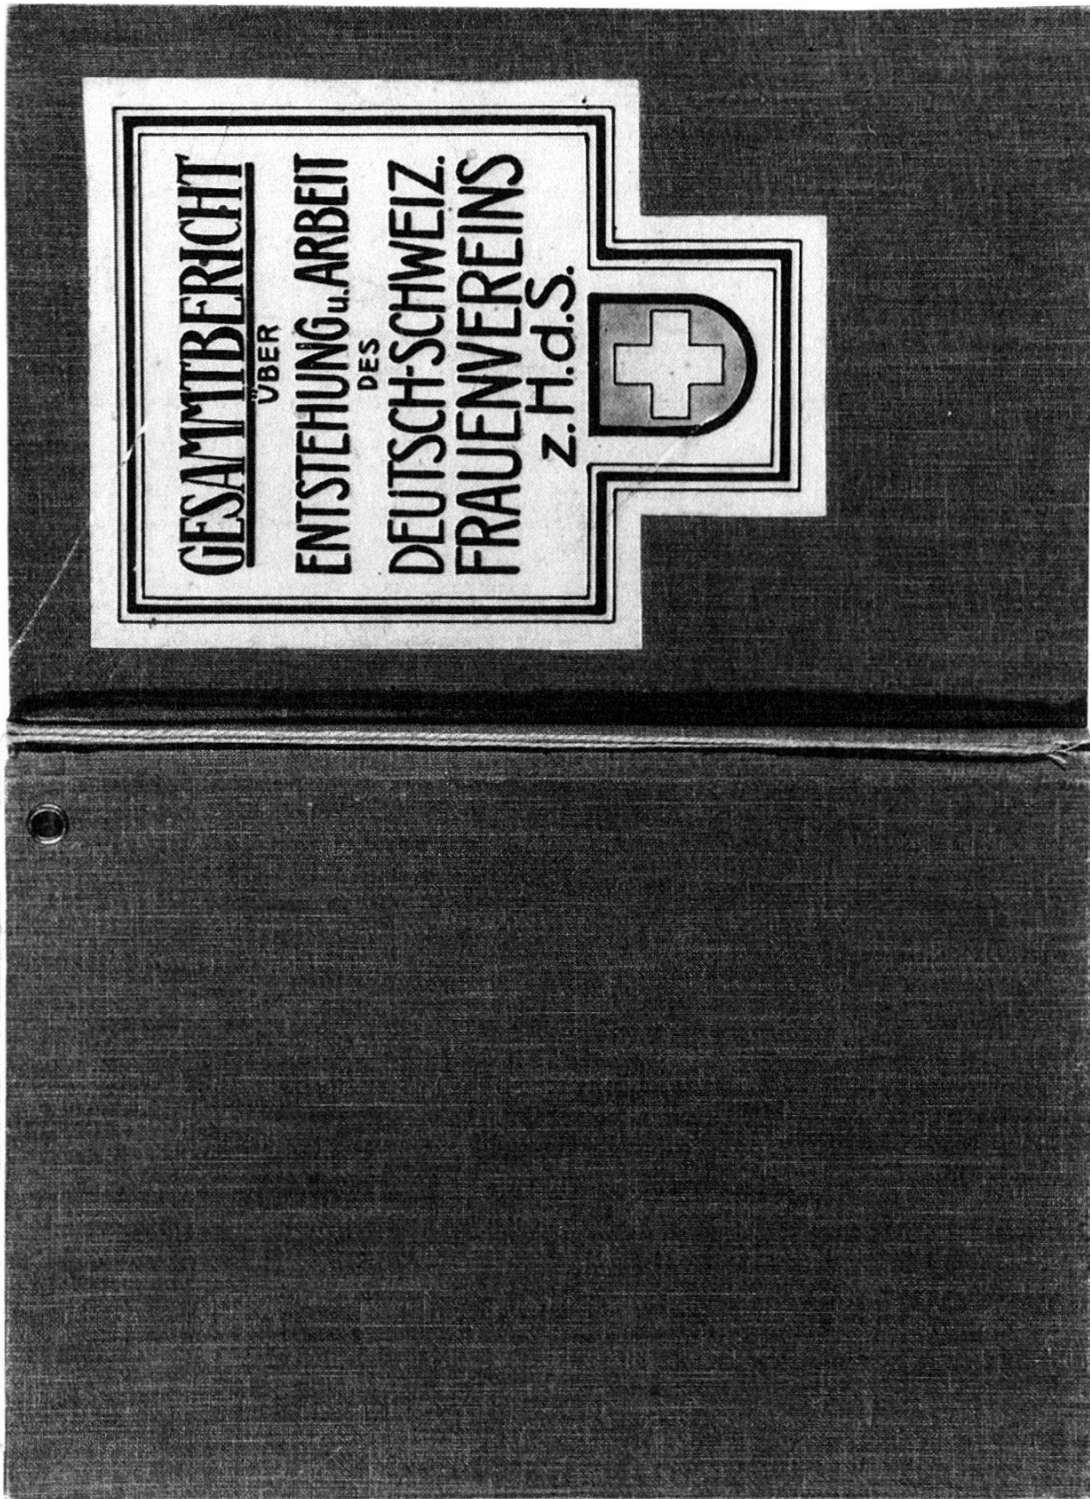 GESAMMTBERICHT
ÜBER
ENTSTEHUNG u. ARBEIT
DES
DEUTSCH-SCHWEIZ.
FRAUENVEREINS
z.H.d.S.